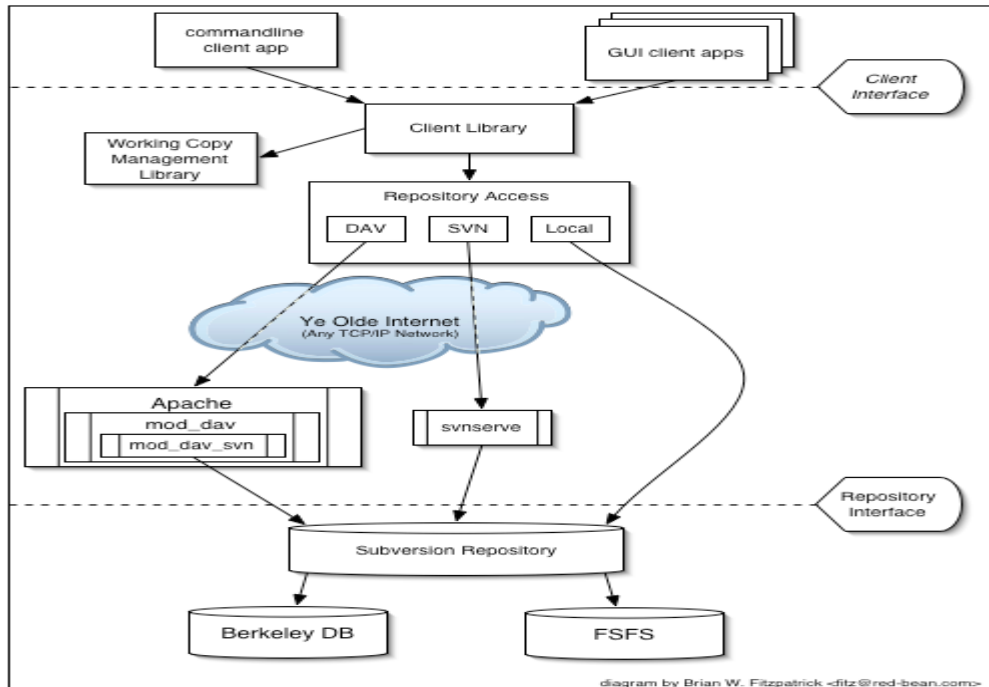 commandline
client app
GUI client apps
Client
Interface
Client Library
Working Copy
Management
Library
Repository Access
DAV
SVN
Local
Ye Olde Internet
(Any TCP/IP Network)
Apache
mod_dav
mod_dav_svn
svnserve
Repository
Interface
Subversion Repository
Berkeley DB
FSFS
diagram by Brian W. Fitzpatrick <fitz@red-bean.com>